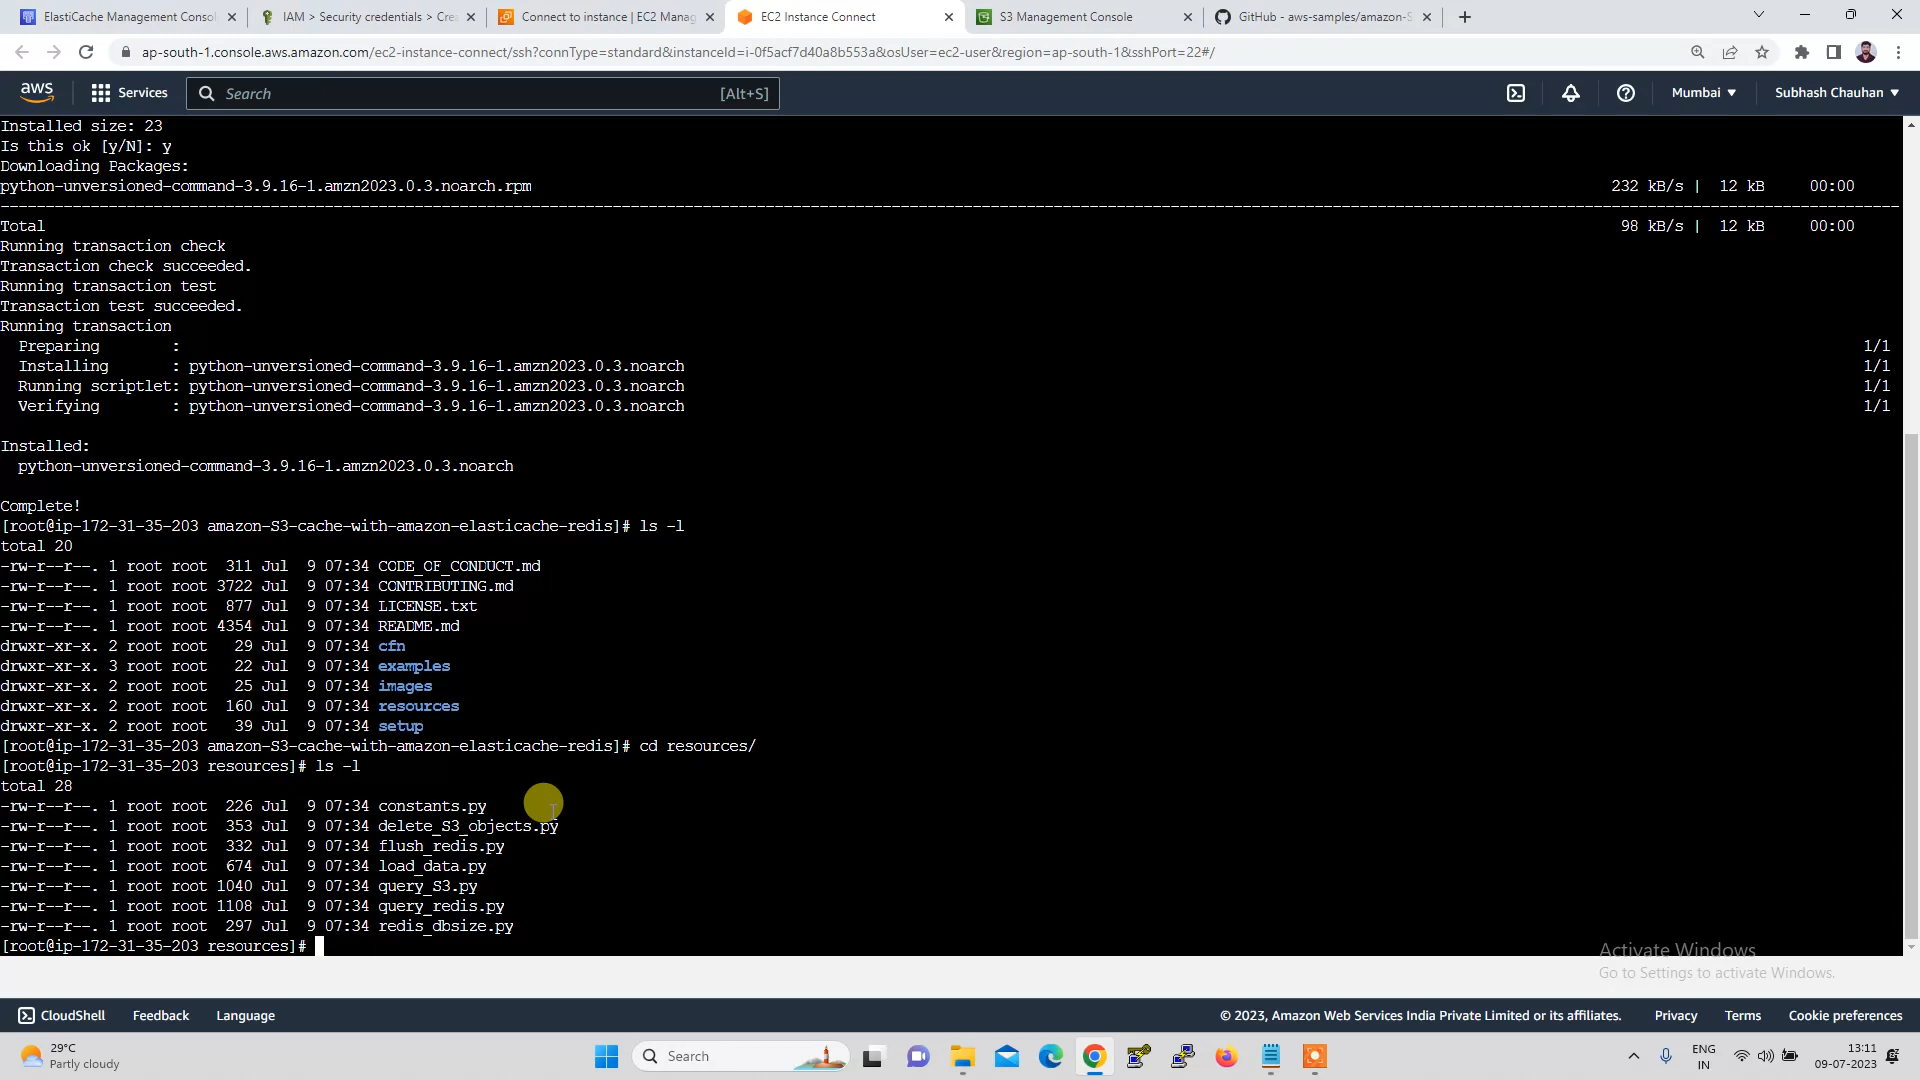 ElastiCache Management Consol
IAM > Security credentials > Crea
Connect to instance | EC2 Manag
EC2 Instance Connect
S3 Management Console
GitHub - aws-samples/amazon-S
ap-south-1.console.aws.amazon.com/ec2-instance-connect/ssh?connType=standard&instanceId=i-0f5acf7d40a8b553a&osUser=ec2-user&region=ap-south-1&sshPort=22#/
aws Services Search [Alt+S] Mumbai Subhash Chauhan
Installed size: 23
Is this ok [y/N]: y
Downloading Packages:
python-unversioned-command-3.9.16-1.amzn2023.0.3.noarch.rpm 232 kB/s | 12 kB 00:00
Total 98 kB/s | 12 kB 00:00
Running transaction check
Transaction check succeeded.
Running transaction test
Transaction test succeeded.
Running transaction
Preparing : 1/1
Installing : python-unversioned-command-3.9.16-1.amzn2023.0.3.noarch 1/1
Running scriptlet: python-unversioned-command-3.9.16-1.amzn2023.0.3.noarch 1/1
Verifying : python-unversioned-command-3.9.16-1.amzn2023.0.3.noarch 1/1
Installed:
python-unversioned-command-3.9.16-1.amzn2023.0.3.noarch
Complete!
[root@ip-172-31-35-203 amazon-S3-cache-with-amazon-elasticache-redis]# ls -l
total 20
-rw-r--r--. 1 root root 311 Jul 9 07:34 CODE_OF_CONDUCT.md
-rw-r--r--. 1 root root 3722 Jul 9 07:34 CONTRIBUTING.md
-rw-r--r--. 1 root root 877 Jul 9 07:34 LICENSE.txt
-rw-r--r--. 1 root root 4354 Jul 9 07:34 README.md
drwxr-xr-x. 2 root root 29 Jul 9 07:34 cfn
drwxr-xr-x. 3 root root 22 Jul 9 07:34 examples
drwxr-xr-x. 2 root root 25 Jul 9 07:34 images
drwxr-xr-x. 2 root root 160 Jul 9 07:34 resources
drwxr-xr-x. 2 root root 39 Jul 9 07:34 setup
[root@ip-172-31-35-203 amazon-S3-cache-with-amazon-elasticache-redis]# cd resources/
[root@ip-172-31-35-203 resources]# ls -l
total 28
-rw-r--r--. 1 root root 226 Jul 9 07:34 constants.py
-rw-r--r--. 1 root root 353 Jul 9 07:34 delete_S3_objects.py
-rw-r--r--. 1 root root 332 Jul 9 07:34 flush_redis.py
-rw-r--r--. 1 root root 674 Jul 9 07:34 load_data.py
-rw-r--r--. 1 root root 1040 Jul 9 07:34 query_S3.py
-rw-r--r--. 1 root root 1108 Jul 9 07:34 query_redis.py
-rw-r--r--. 1 root root 297 Jul 9 07:34 redis_dbsize.py
[root@ip-172-31-35-203 resources]#
Activate Windows
Go to Settings to activate Windows.
CloudShell Feedback Language © 2023, Amazon Web Services India Private Limited or its affiliates. Privacy Terms Cookie preferences
29°C
Partly cloudy
Search
ENG
IN
13:11
09-07-2023